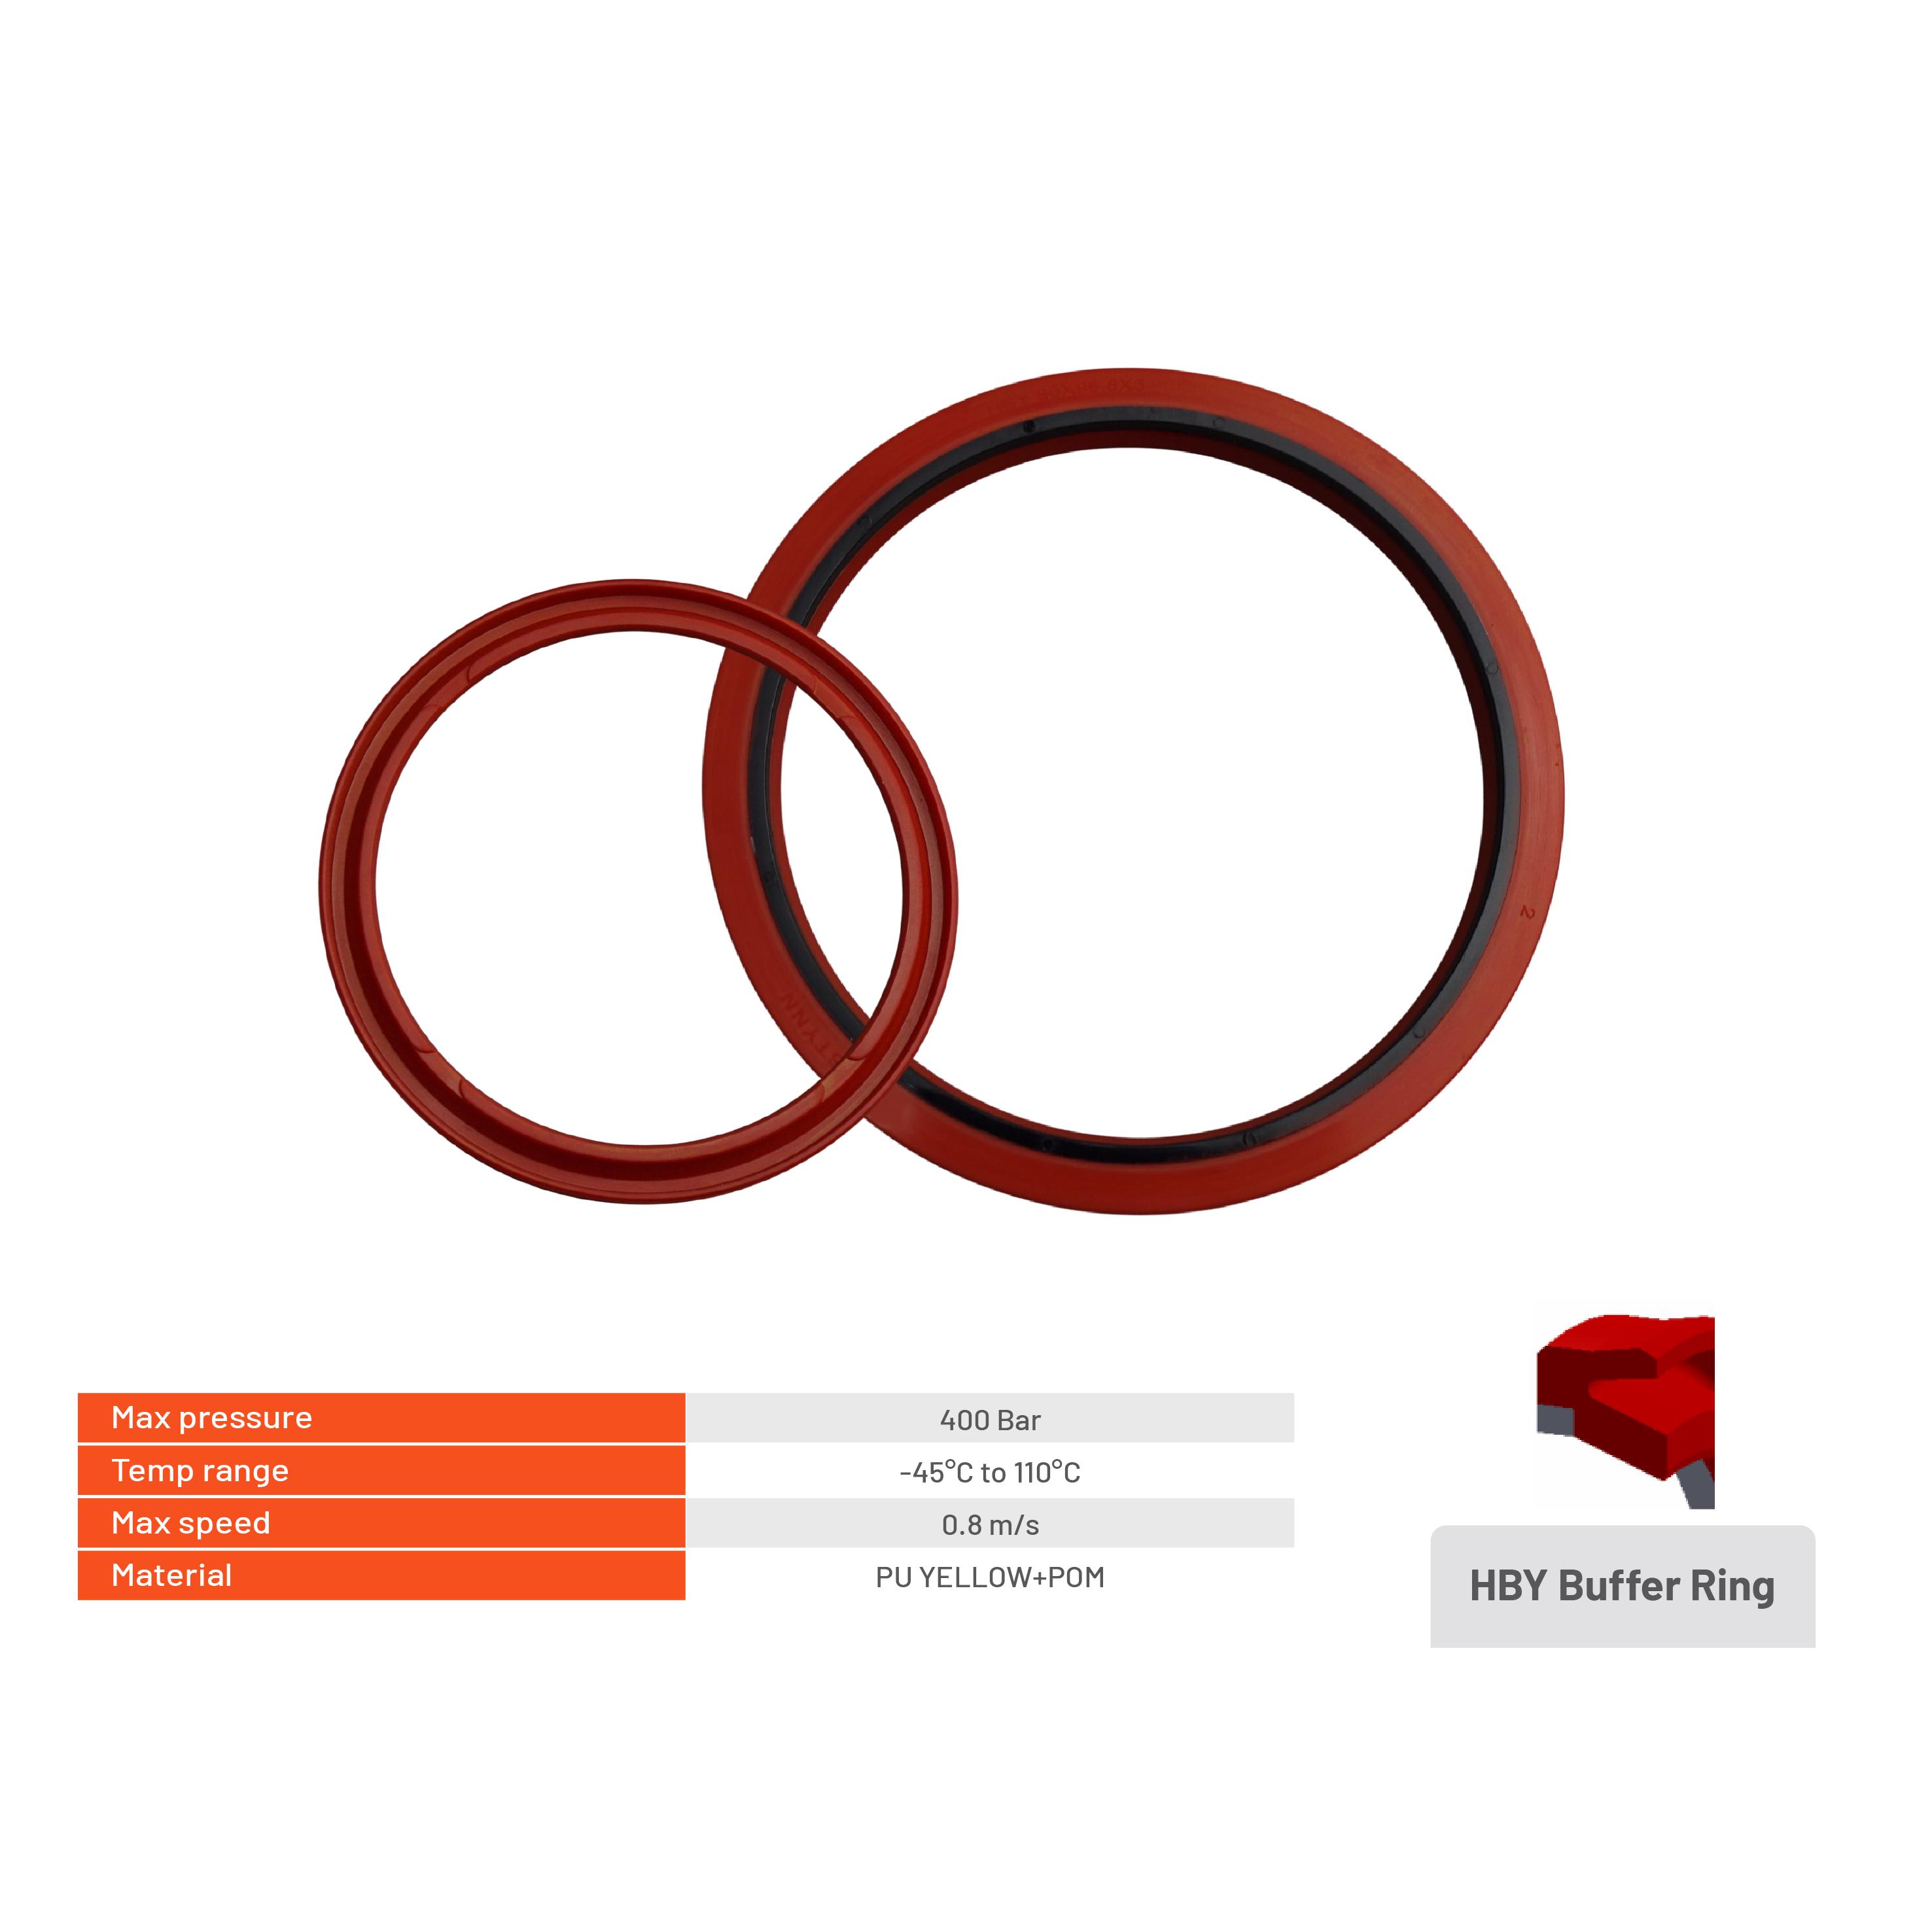 2
Max pressure 400 Bar
Temp range -45°C to 110°C
Max speed 0.8 m/s
Material PU YELLOW+POM
HBY Buffer Ring